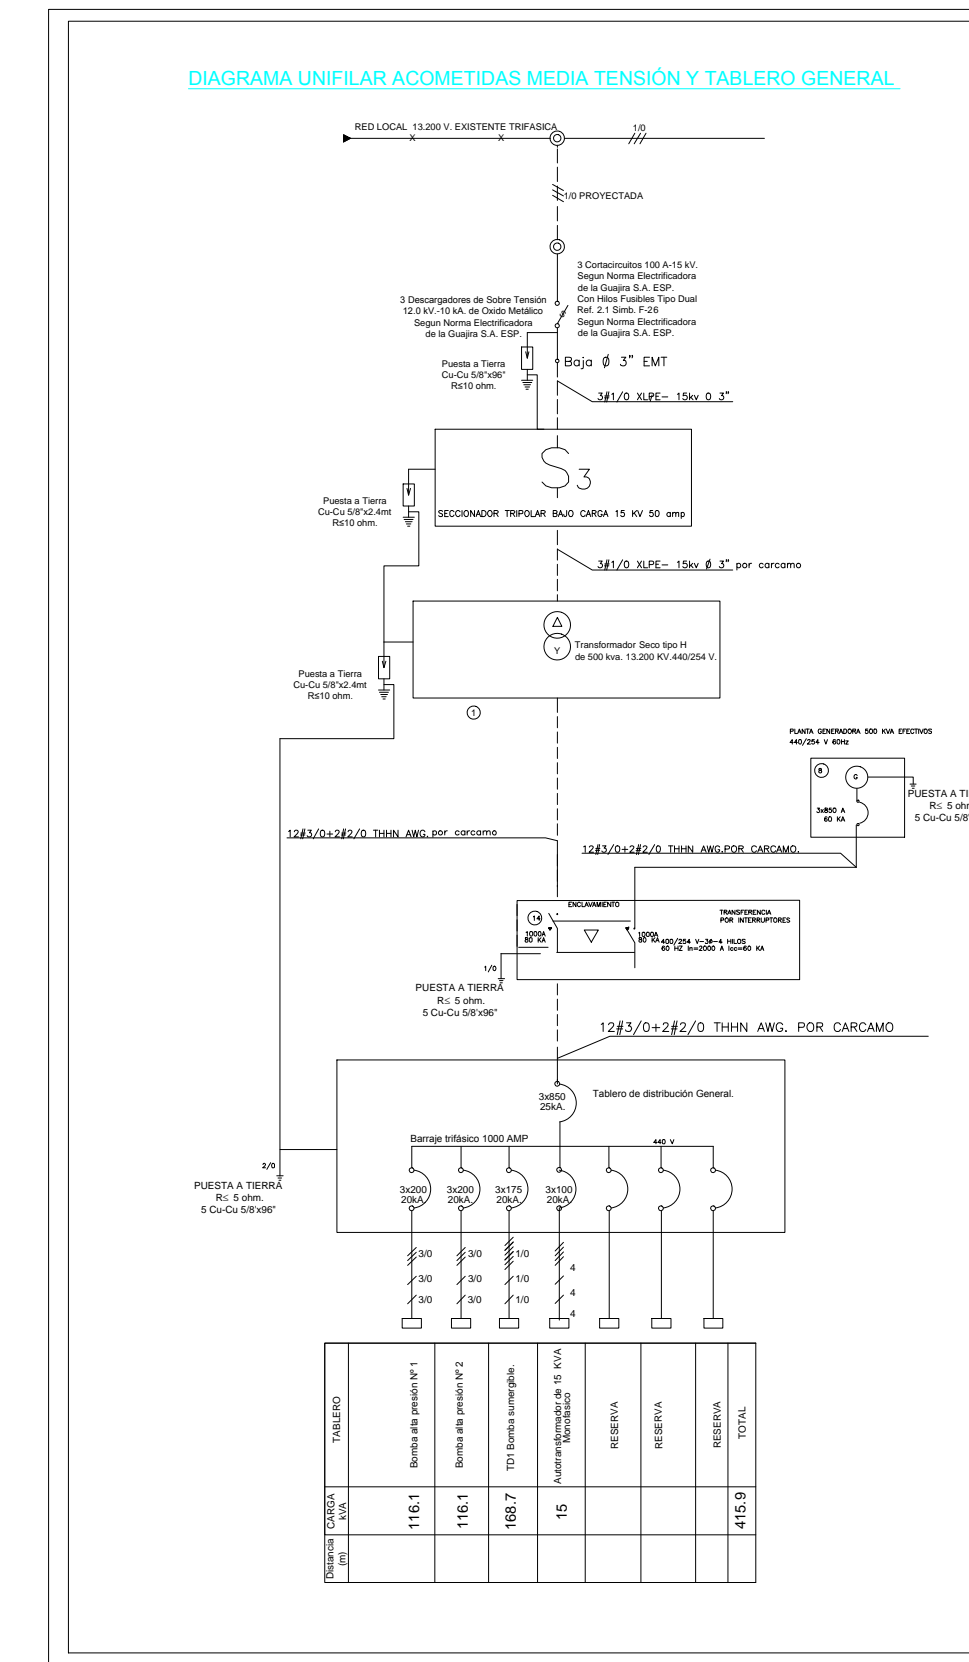 DIAGRAMA UNIFILAR ACOMETIDAS MEDIA TENSIÓN Y TABLERO GENERAL
RED LOCAL 13.200 V. EXISTENTE TRIFASICA
1/0
1/0 PROYECTADA
3 Cortacircuitos 100 A-15 kV.
Segun Norma Electrificadora
de la Guajira S.A. ESP.
Con Hilos Fusibles Tipo Dual
Ref. 2.1 Simb. F-26
Segun Norma Electrificadora
de la Guajira S.A. ESP.
3 Descargadores de Sobre Tensión
12.0 kV.-10 kA. de Oxido Metálico
Segun Norma Electrificadora
de la Guajira S.A. ESP.
Puesta a Tierra
Cu-Cu 5/8"x96"
R≤10 ohm.
Baja Ø 3" EMT
3#1/0 XLPE- 15kv 0 3"
S3
SECCIONADOR TRIPOLAR BAJO CARGA 15 KV 50 amp
Puesta a Tierra
Cu-Cu 5/8"x2.4mt
R≤10 ohm.
3#1/0 XLPE- 15kv Ø 3" por carcamo
Y
Transformador Seco tipo H
de 500 kva. 13.200 KV.440/254 V.
Puesta a Tierra
Cu-Cu 5/8"x2.4mt
R≤10 ohm.
1
PLANTA GENERADORA 500 KVA EFECTIVOS
440/254 V 60Hz
8
G
3x850 A
60 KA
PUESTA A TI
R≤ 5 ohm
5 Cu-Cu 5/8'
12#3/0+2#2/0 THHN AWG. por carcamo
12#3/0+2#2/0 THHN AWG.POR CARCAMO.
ENCLAVAMIENTO
14
TRANSFERENCIA
POR INTERRUPTORES
1000A
80 KA
1000A
80 KA
400/254 V-3Ø-4 HILOS
60 HZ In=2000 A Icc=60 KA
1/0
PUESTA A TIERRA
R≤ 5 ohm.
5 Cu-Cu 5/8'x96"
12#3/0+2#2/0 THHN AWG. POR CARCAMO
3x850
25kA.
Tablero de distribución General.
Barraje trifásico 1000 AMP
440 V
2/0
PUESTA A TIERRA
R≤ 5 ohm.
5 Cu-Cu 5/8'x96"
3x200
20kA.
3x200
20kA.
3x175
20kA.
3x100
20kA.
3/0
3/0
1/0
4
3/0
3/0
1/0
4
3/0
3/0
1/0
4
TABLERO
Bomba alta presión Nº 1
Bomba alta presión Nº 2
TD1 Bomba sumergible.
Autotransformador de 15 KVA
Monofasico
RESERVA
RESERVA
RESERVA
TOTAL
CARGA
kVA
116.1
116.1
168.7
15
415.9
Distancia
(m)